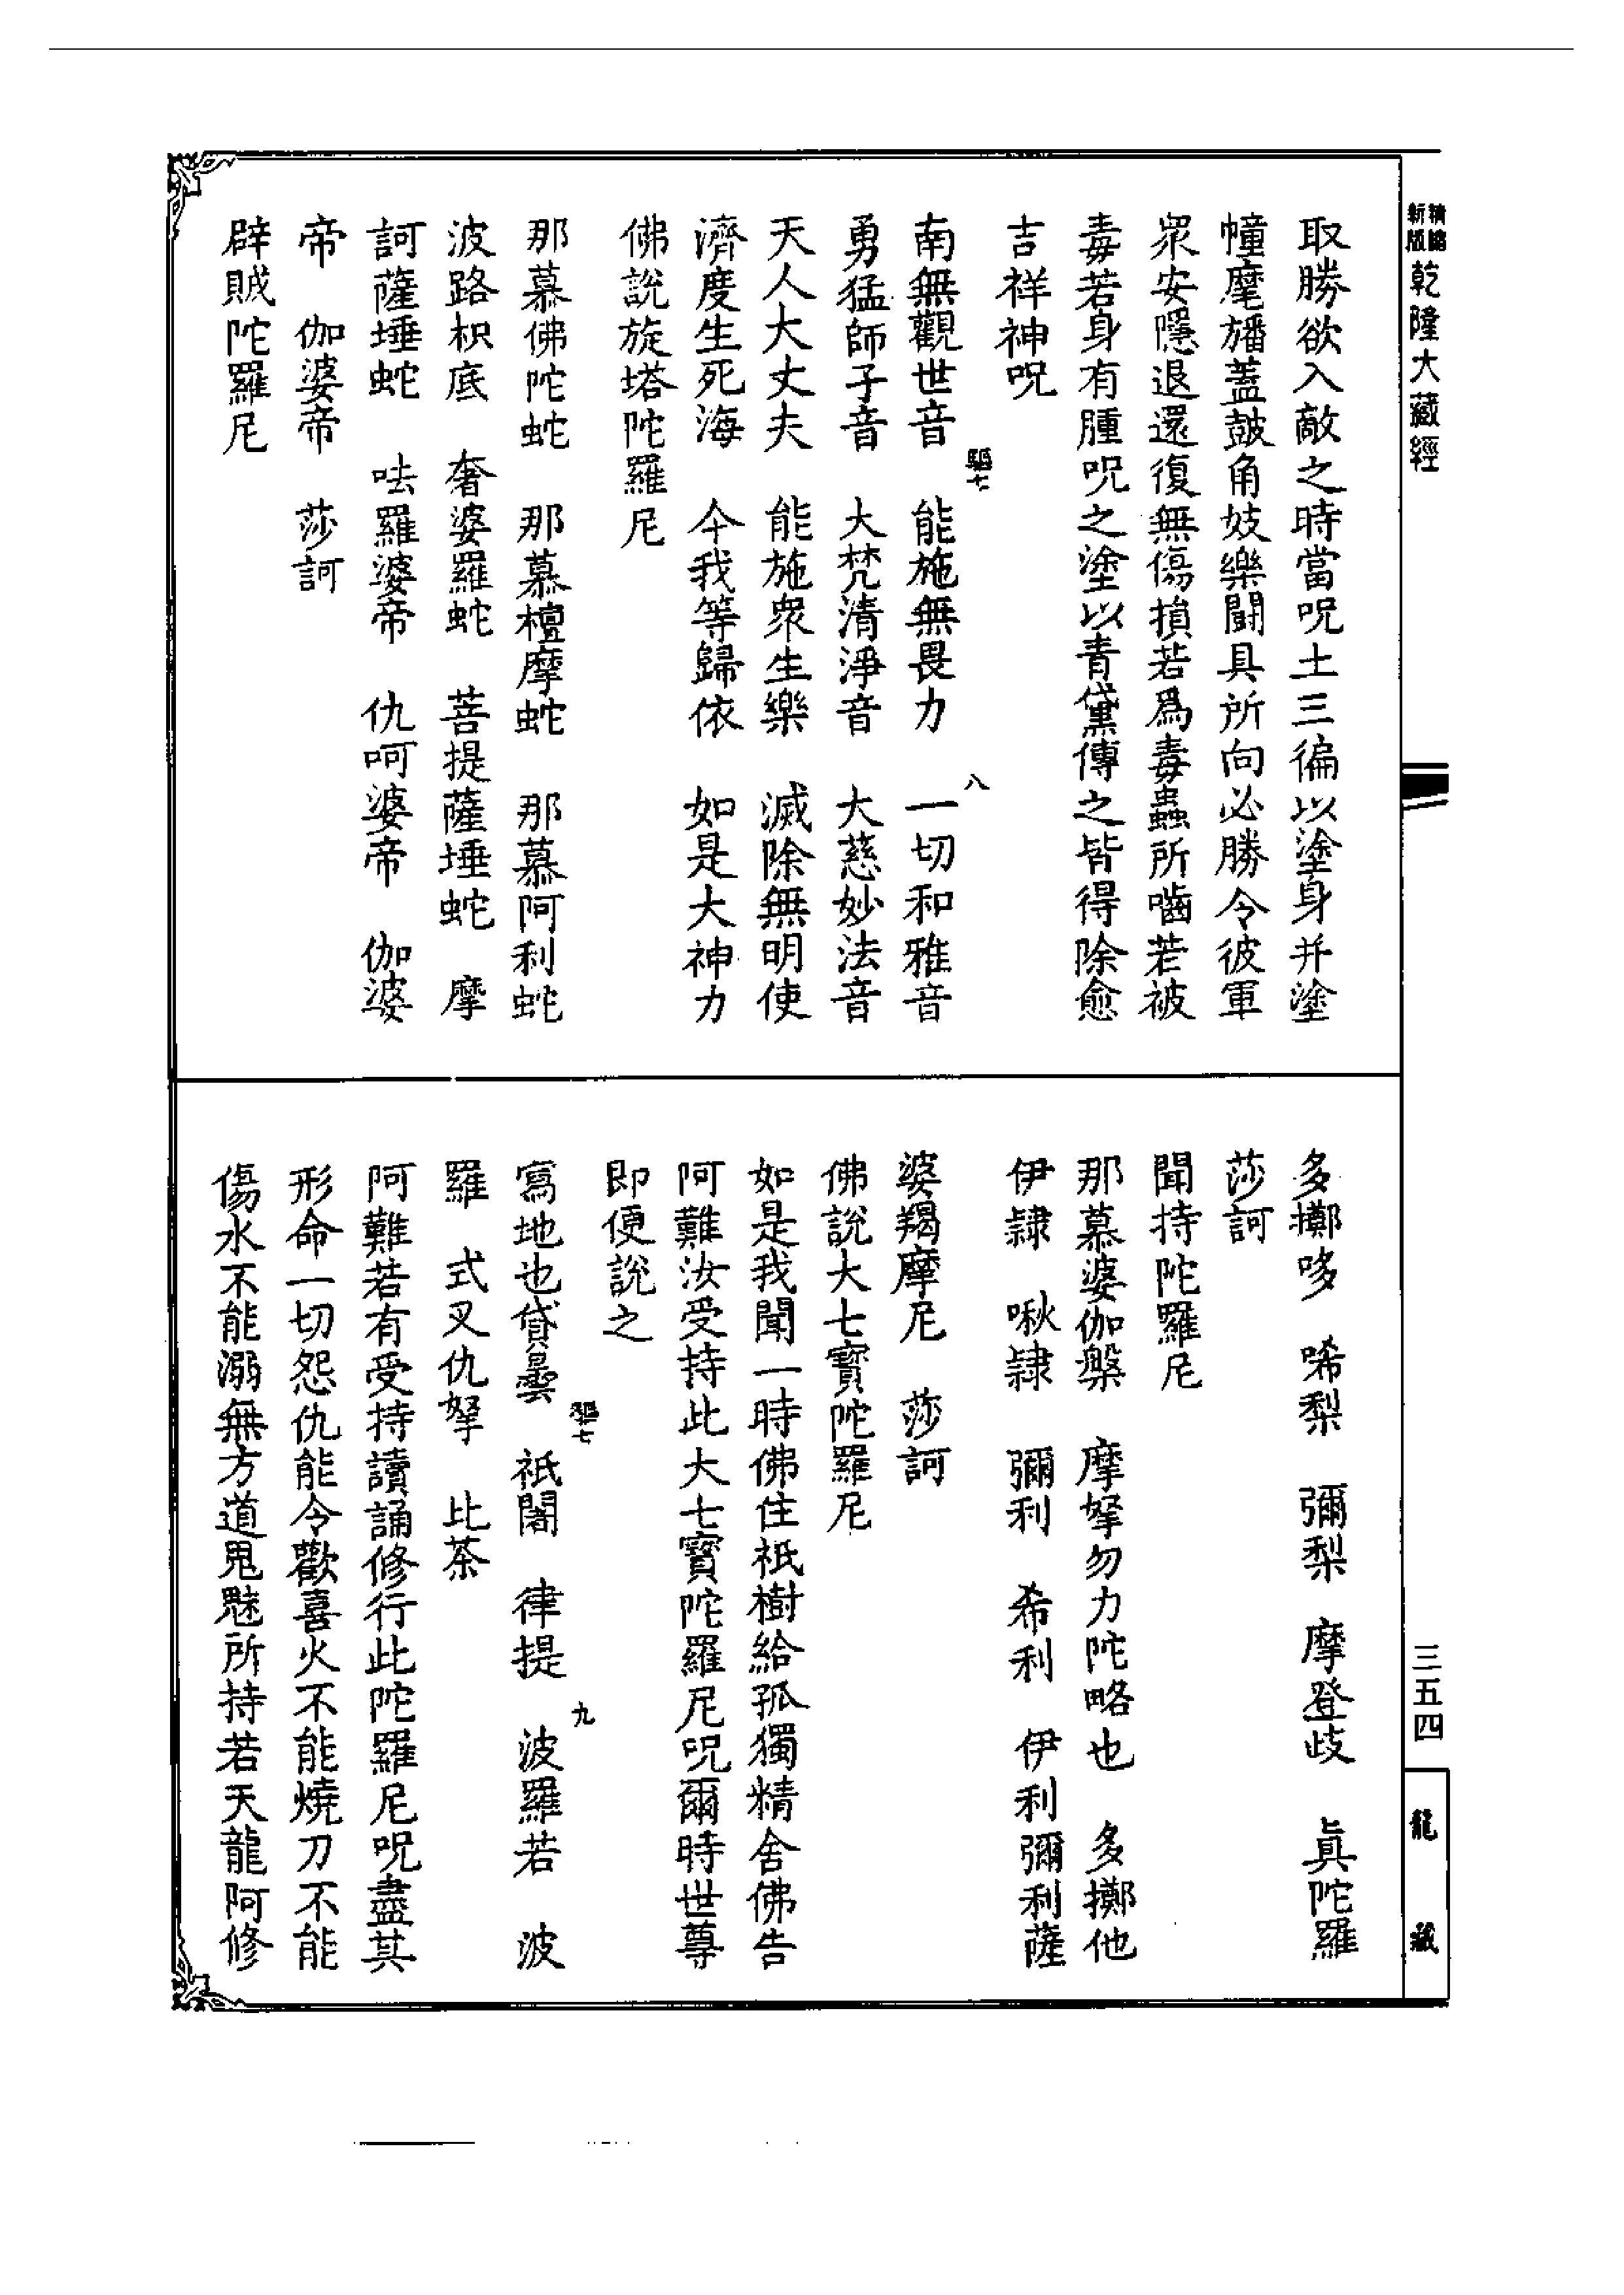 新版精縮乾隆大藏經
取勝欲入敵之時當呪土三徧以塗身并塗
幢麾旛蓋皷角妓樂闘具所向必勝令彼軍
衆安隱退還復無傷損若爲毒蟲所嚙若被
毒若身有腫呪之塗以青黛傅之皆得除愈
吉祥神呪
驅七
八
南無觀世音　能施無畏力　一切和雅音
勇猛師子音　大梵清淨音　大慈妙法音
天人大丈夫　能施衆生樂　滅除無明使
濟度生死海　今我等歸依　如是大神力
佛說旋塔陀羅尼
那慕佛陀蛇　那慕檀摩蛇　那慕阿利蛇
波路枳底　奢婆羅蛇　菩提薩埵蛇　摩
訶薩埵蛇　呿羅婆帝　仇呵婆帝　伽婆
帝　伽婆帝　莎訶
辟賊陀羅尼
多擲哆　唏梨　彌梨　摩登歧　眞陀羅
莎訶
聞持陀羅尼
那慕婆伽槃　摩㝹勿力陀略也　多擲他
伊隸　啾隸　彌利　希利　伊利彌利薩
婆羯摩尼　莎訶
佛說大七寶陀羅尼
如是我聞一時佛住祇樹給孤獨精舍佛告
阿難汝受持此大七寶陀羅尼呪爾時世尊
即便說之
驅七
九
寫地也貸曇　祇闍　律提　波羅若　波
羅　式叉仇㝹　比茶
阿難若有受持讀誦修行此陀羅尼呪盡其
形命一切怨仇能令歡喜火不能燒刀不能
傷水不能溺無方道鬼魅所持若天龍阿修
三五四
龍藏